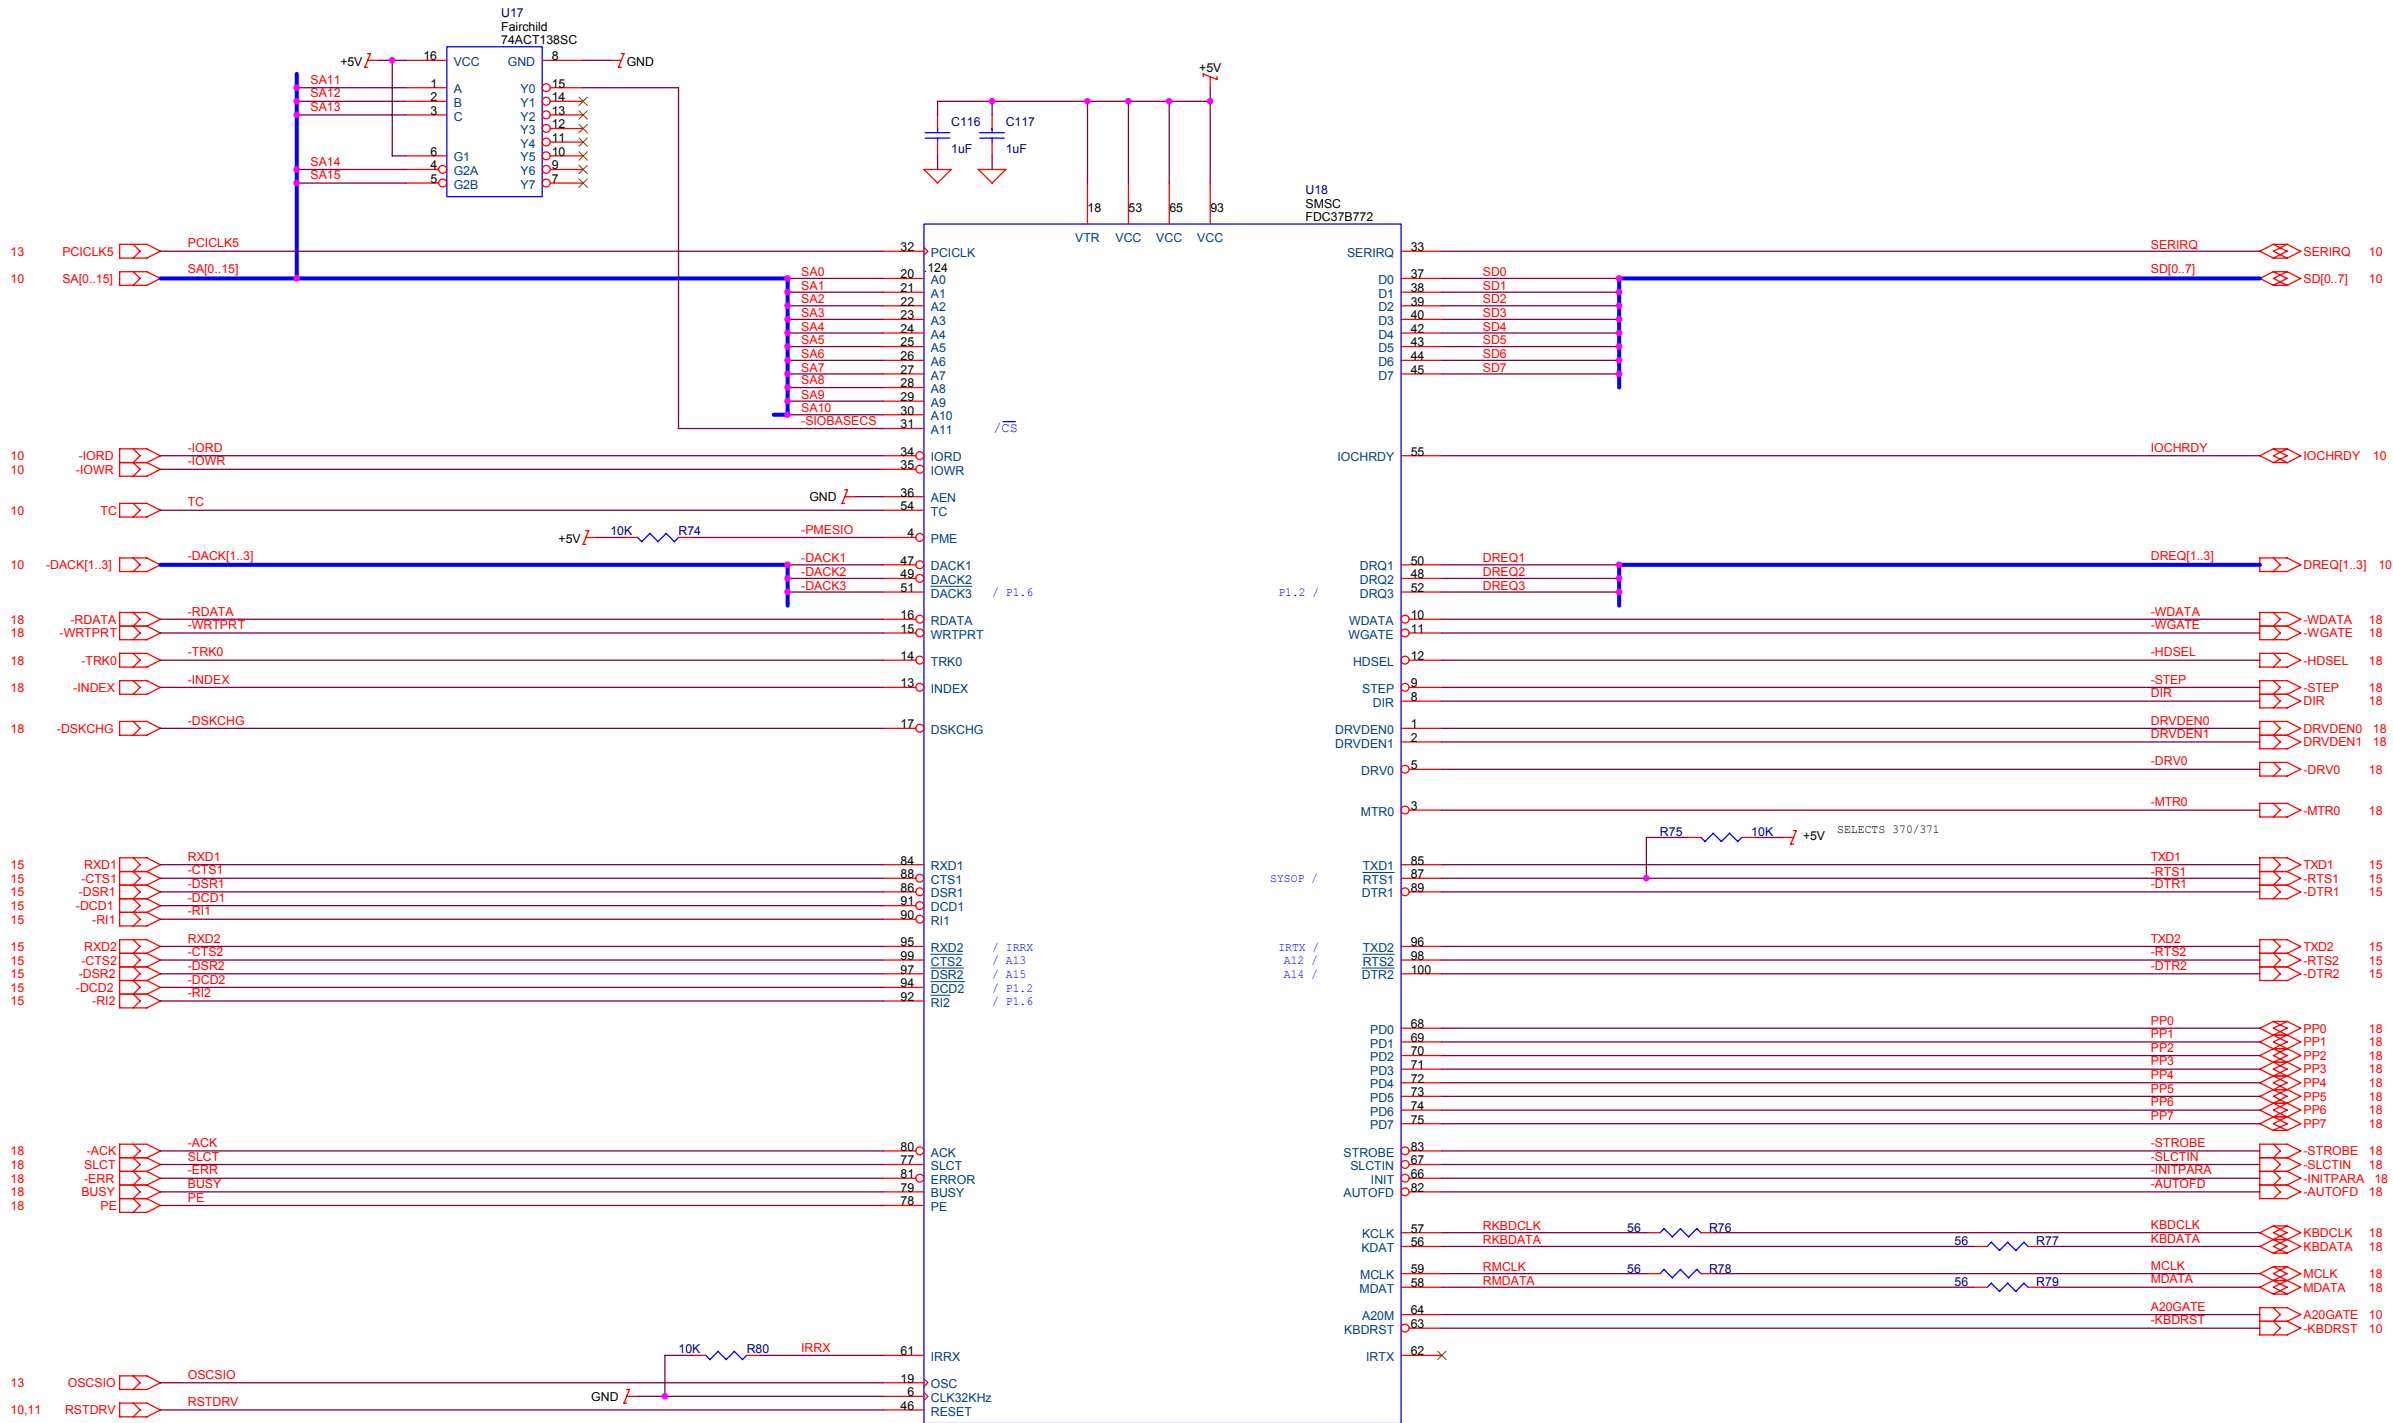 U17
Fairchild
74ACT138SC
+5V 16 VCC GND 8 GND
SA11 1 A Y0 15
SA12 2 B Y1 14
SA13 3 C Y2 13
Y3 12
Y4 11
6 G1 Y5 10
SA14 4 G2A Y6 9
SA15 5 G2B Y7 7
+5V
C116 C117
1uF 1uF
U18
SMSC
FDC37B772
18 53 65 93
VTR VCC VCC VCC
13 PCICLK5 PCICLK5 32 PCICLK SERIRQ 33 SERIRQ SERIRQ 10
.124
10 SA[0..15] SA[0..15] SA0 20 A0 D0 37 SD0 SD[0..7] SD[0..7] 10
SA1 21 A1 D1 38 SD1
SA2 22 A2 D2 39 SD2
SA3 23 A3 D3 40 SD3
SA4 24 A4 D4 42 SD4
SA5 25 A5 D5 43 SD5
SA6 26 A6 D6 44 SD6
SA7 27 A7 D7 45 SD7
SA8 28 A8
SA9 29 A9
SA10 30 A10
-SIOBASECS 31 A11 /CS
10 -IORD -IORD 34 IORD IOCHRDY 55 IOCHRDY IOCHRDY 10
10 -IOWR -IOWR 35 IOWR
GND 36 AEN
10 TC TC 54 TC
+5V 10K R74 -PMESIO 4 PME
10 -DACK[1..3] -DACK[1..3] -DACK1 47 DACK1 DRQ1 50 DREQ1 DREQ[1..3] DREQ[1..3] 10
-DACK2 49 DACK2 DRQ2 48 DREQ2
-DACK3 51 DACK3 / P1.6 P1.2 / DRQ3 52 DREQ3
18 -RDATA -RDATA 16 RDATA WDATA 10 -WDATA -WDATA 18
18 -WRTPRT -WRTPRT 15 WRTPRT WGATE 11 -WGATE -WGATE 18
18 -TRK0 -TRK0 14 TRK0 HDSEL 12 -HDSEL -HDSEL 18
18 -INDEX -INDEX 13 INDEX STEP 9 -STEP -STEP 18
DIR 8 DIR DIR 18
18 -DSKCHG -DSKCHG 17 DSKCHG DRVDEN0 1 DRVDEN0 DRVDEN0 18
DRVDEN1 2 DRVDEN1 DRVDEN1 18
DRV0 5 -DRV0 -DRV0 18
MTR0 3 -MTR0 -MTR0 18
R75 10K +5V SELECTS 370/371
15 RXD1 RXD1 84 RXD1 TXD1 85 TXD1 TXD1 15
15 -CTS1 -CTS1 88 CTS1 SYSOP / RTS1 87 -RTS1 -RTS1 15
15 -DSR1 -DSR1 86 DSR1 DTR1 89 -DTR1 -DTR1 15
15 -DCD1 -DCD1 91 DCD1
15 -RI1 -RI1 90 RI1
15 RXD2 RXD2 95 RXD2 / IRRX IRTX / TXD2 96 TXD2 TXD2 15
15 -CTS2 -CTS2 99 CTS2 / A13 A12 / RTS2 98 -RTS2 -RTS2 15
15 -DSR2 -DSR2 97 DSR2 / A15 A14 / DTR2 100 -DTR2 -DTR2 15
15 -DCD2 -DCD2 94 DCD2 / P1.2
15 -RI2 -RI2 92 RI2 / P1.6
PD0 68 PP0 PP0 18
PD1 69 PP1 PP1 18
PD2 70 PP2 PP2 18
PD3 71 PP3 PP3 18
PD4 72 PP4 PP4 18
PD5 73 PP5 PP5 18
PD6 74 PP6 PP6 18
PD7 75 PP7 PP7 18
18 -ACK -ACK 80 ACK STROBE 83 -STROBE -STROBE 18
18 SLCT SLCT 77 SLCT SLCTIN 67 -SLCTIN -SLCTIN 18
18 -ERR -ERR 81 ERROR INIT 66 -INITPARA -INITPARA 18
18 BUSY BUSY 79 BUSY AUTOFD 82 -AUTOFD -AUTOFD 18
18 PE PE 78 PE
KCLK 57 RKBDCLK 56 R76 KBDCLK KBDCLK 18
KDAT 56 RKBDATA 56 R77 KBDATA KBDATA 18
MCLK 59 RMCLK 56 R78 MCLK MCLK 18
MDAT 58 RMDATA 56 R79 MDATA MDATA 18
A20M 64 A20GATE A20GATE 10
KBDRST 63 -KBDRST -KBDRST 10
10K R80 IRRX 61 IRRX IRTX 62
13 OSCSIO OSCSIO 19 OSC
GND 6 CLK32KHz
10,11 RSTDRV RSTDRV 46 RESET